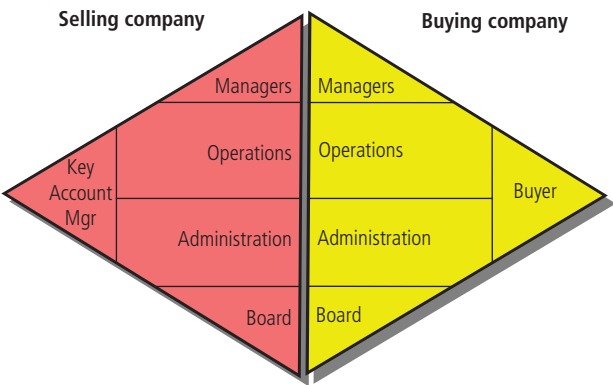 Selling company
Buying company
Managers
Managers
Operations
Operations
Key
Account
Mgr
Buyer
Administration
Administration
Board
Board